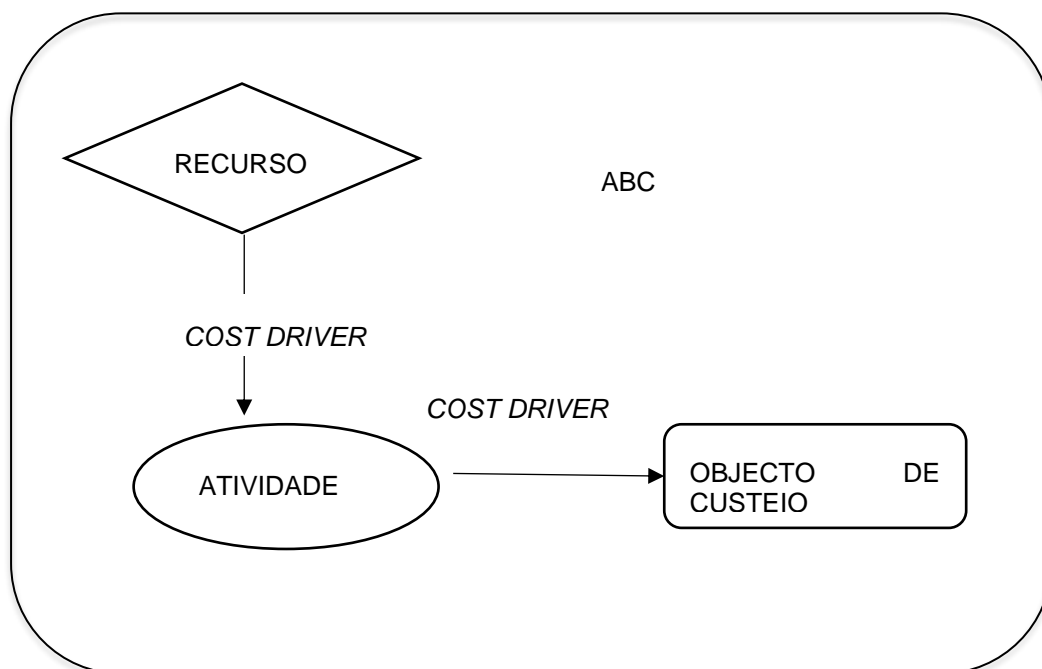 RECURSO
ABC
COST DRIVER
COST DRIVER
ATIVIDADE
OBJECTO DE
CUSTEIO